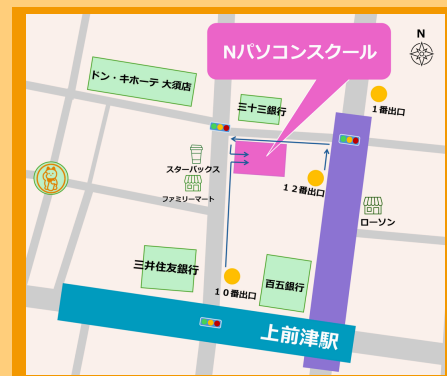 Nパソコンスクール
N
ドン・キホーテ 大須店
三十三銀行
1番出口
スターバックス
ファミリーマート
12番出口
ローソン
三井住友銀行
10番出口
百五銀行
上前津駅